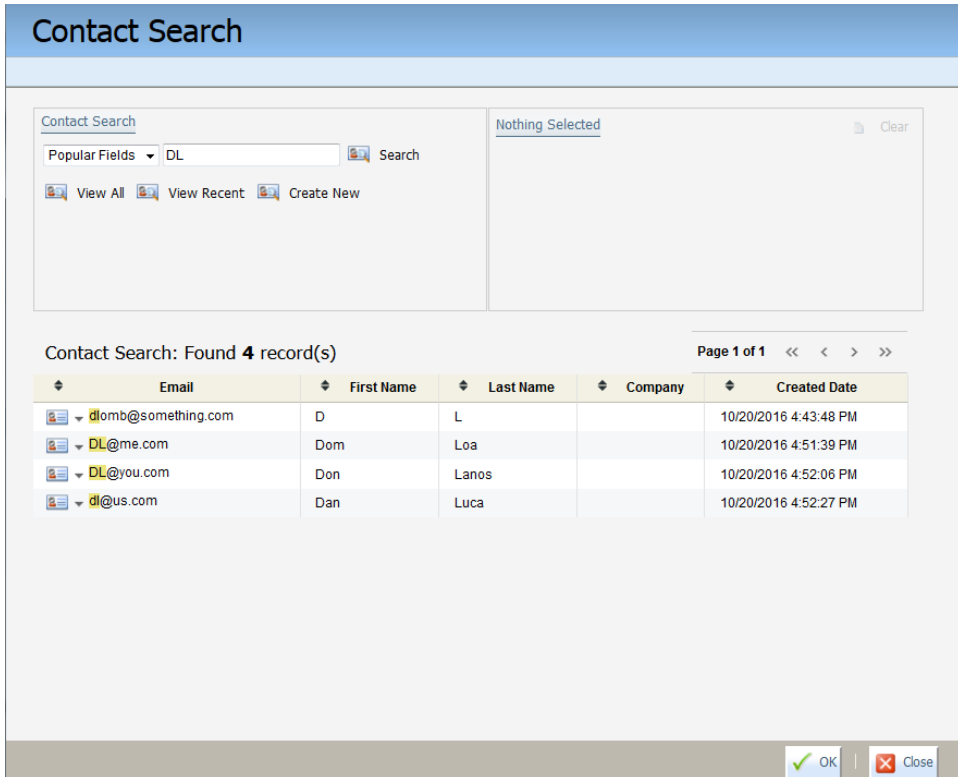 Contact Search
Contact Search
Popular Fields DL Search
View All View Recent Create New
Nothing Selected Clear
Contact Search: Found 4 record(s)
Page 1 of 1 << < > >>
Email First Name Last Name Company Created Date
dlomb@something.com D L 10/20/2016 4:43:48 PM
DL@me.com Dom Loa 10/20/2016 4:51:39 PM
DL@you.com Don Lanos 10/20/2016 4:52:06 PM
dl@us.com Dan Luca 10/20/2016 4:52:27 PM
OK Close